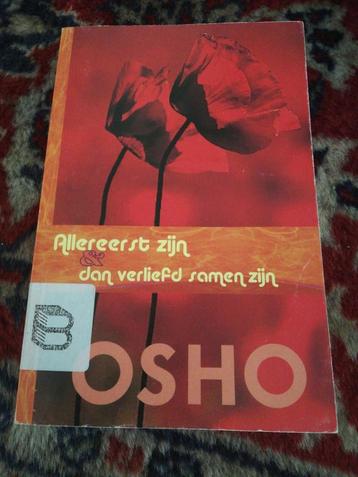 Allereerst zijn
&
dan verliefd samen zijn
B
OSHO